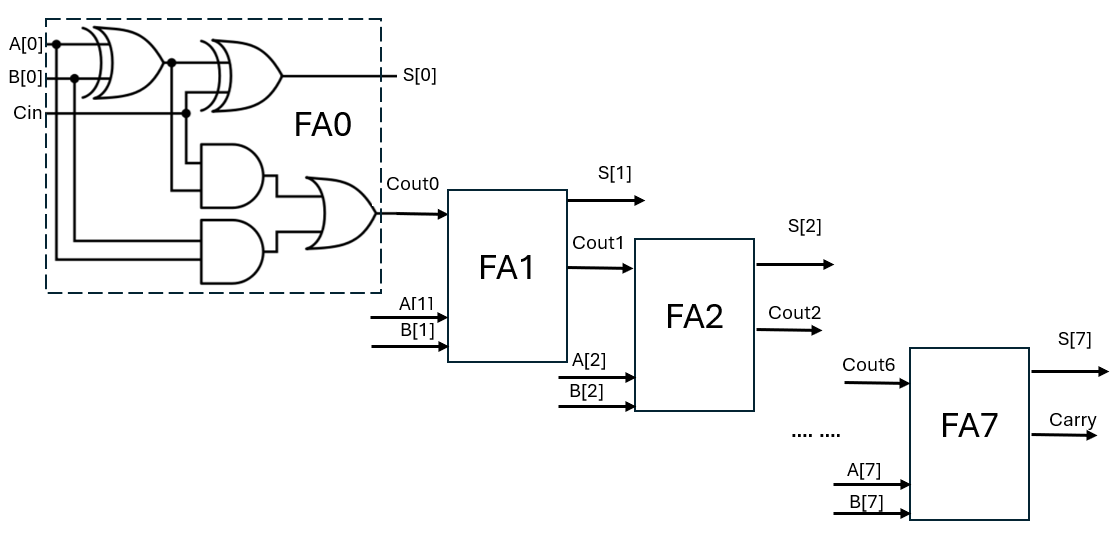 A[0]
B[0]
Cin
S[0]
FA0
Cout0
S[1]
Cout1
FA1
A[1]
B[1]
S[2]
Cout2
FA2
A[2]
B[2]
.... ....
S[7]
Cout6
Carry
FA7
A[7]
B[7]